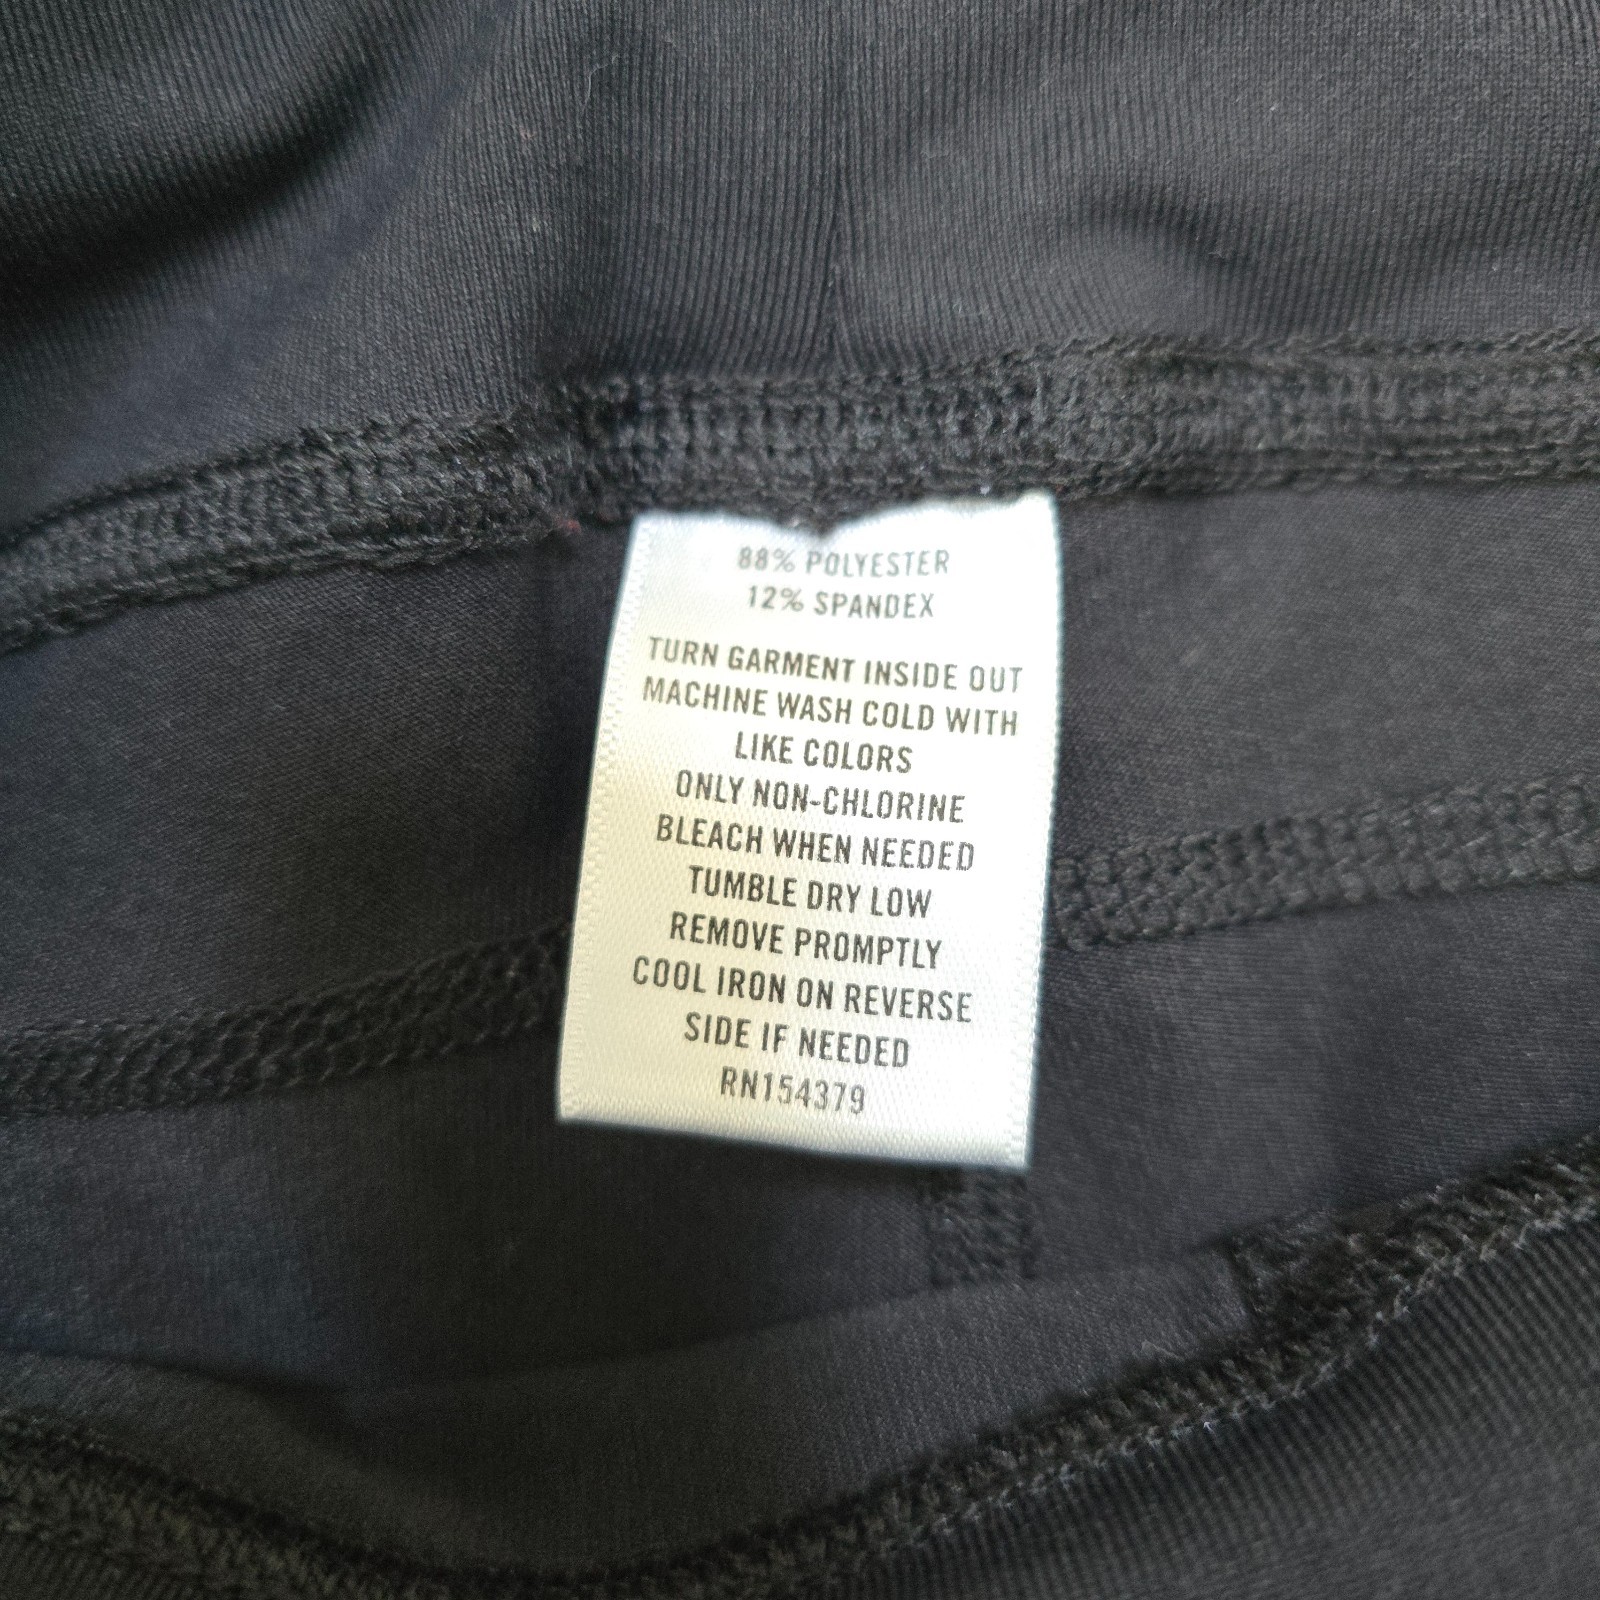 88% POLYESTER
12% SPANDEX
TURN GARMENT INSIDE OUT
MACHINE WASH COLD WITH
LIKE COLORS
ONLY NON-CHLORINE
BLEACH WHEN NEEDED
TUMBLE DRY LOW
REMOVE PROMPTLY
COOL IRON ON REVERSE
SIDE IF NEEDED
RN154379